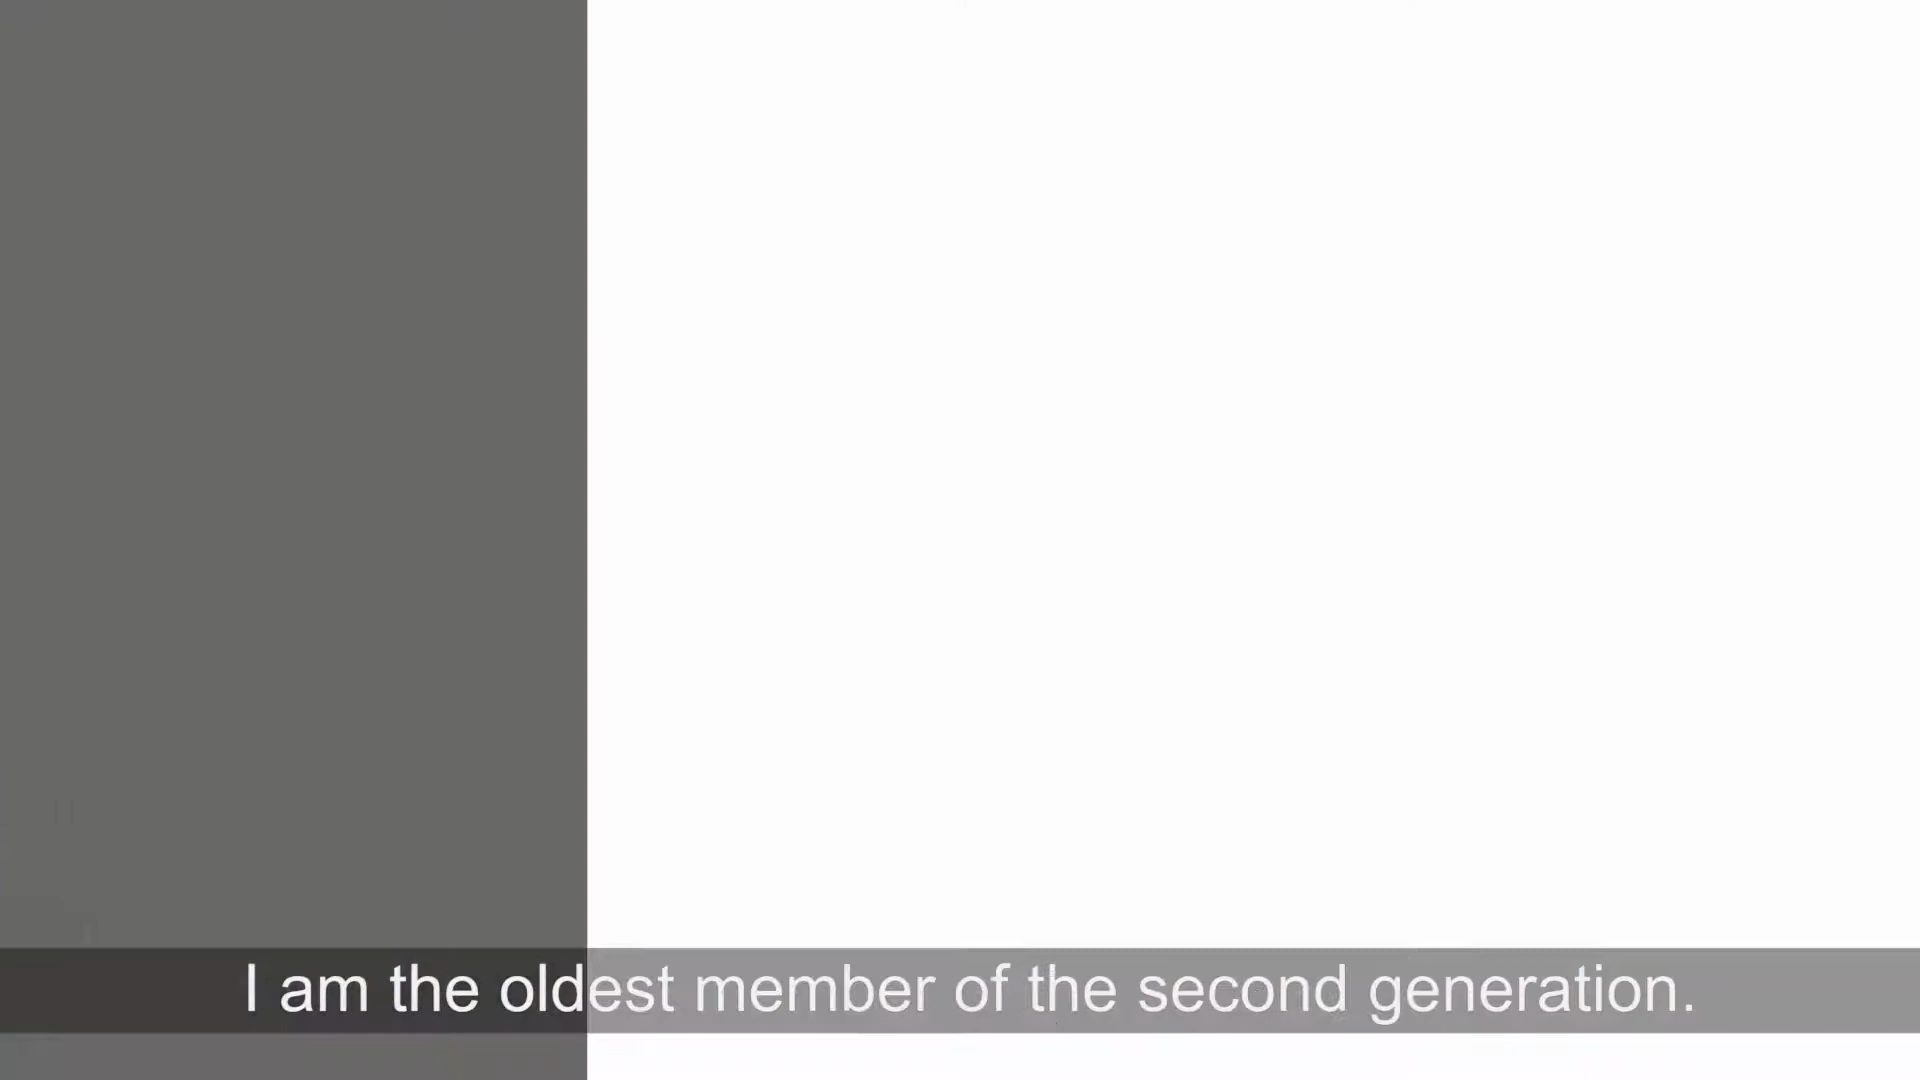 I am the oldest member of the second generation.